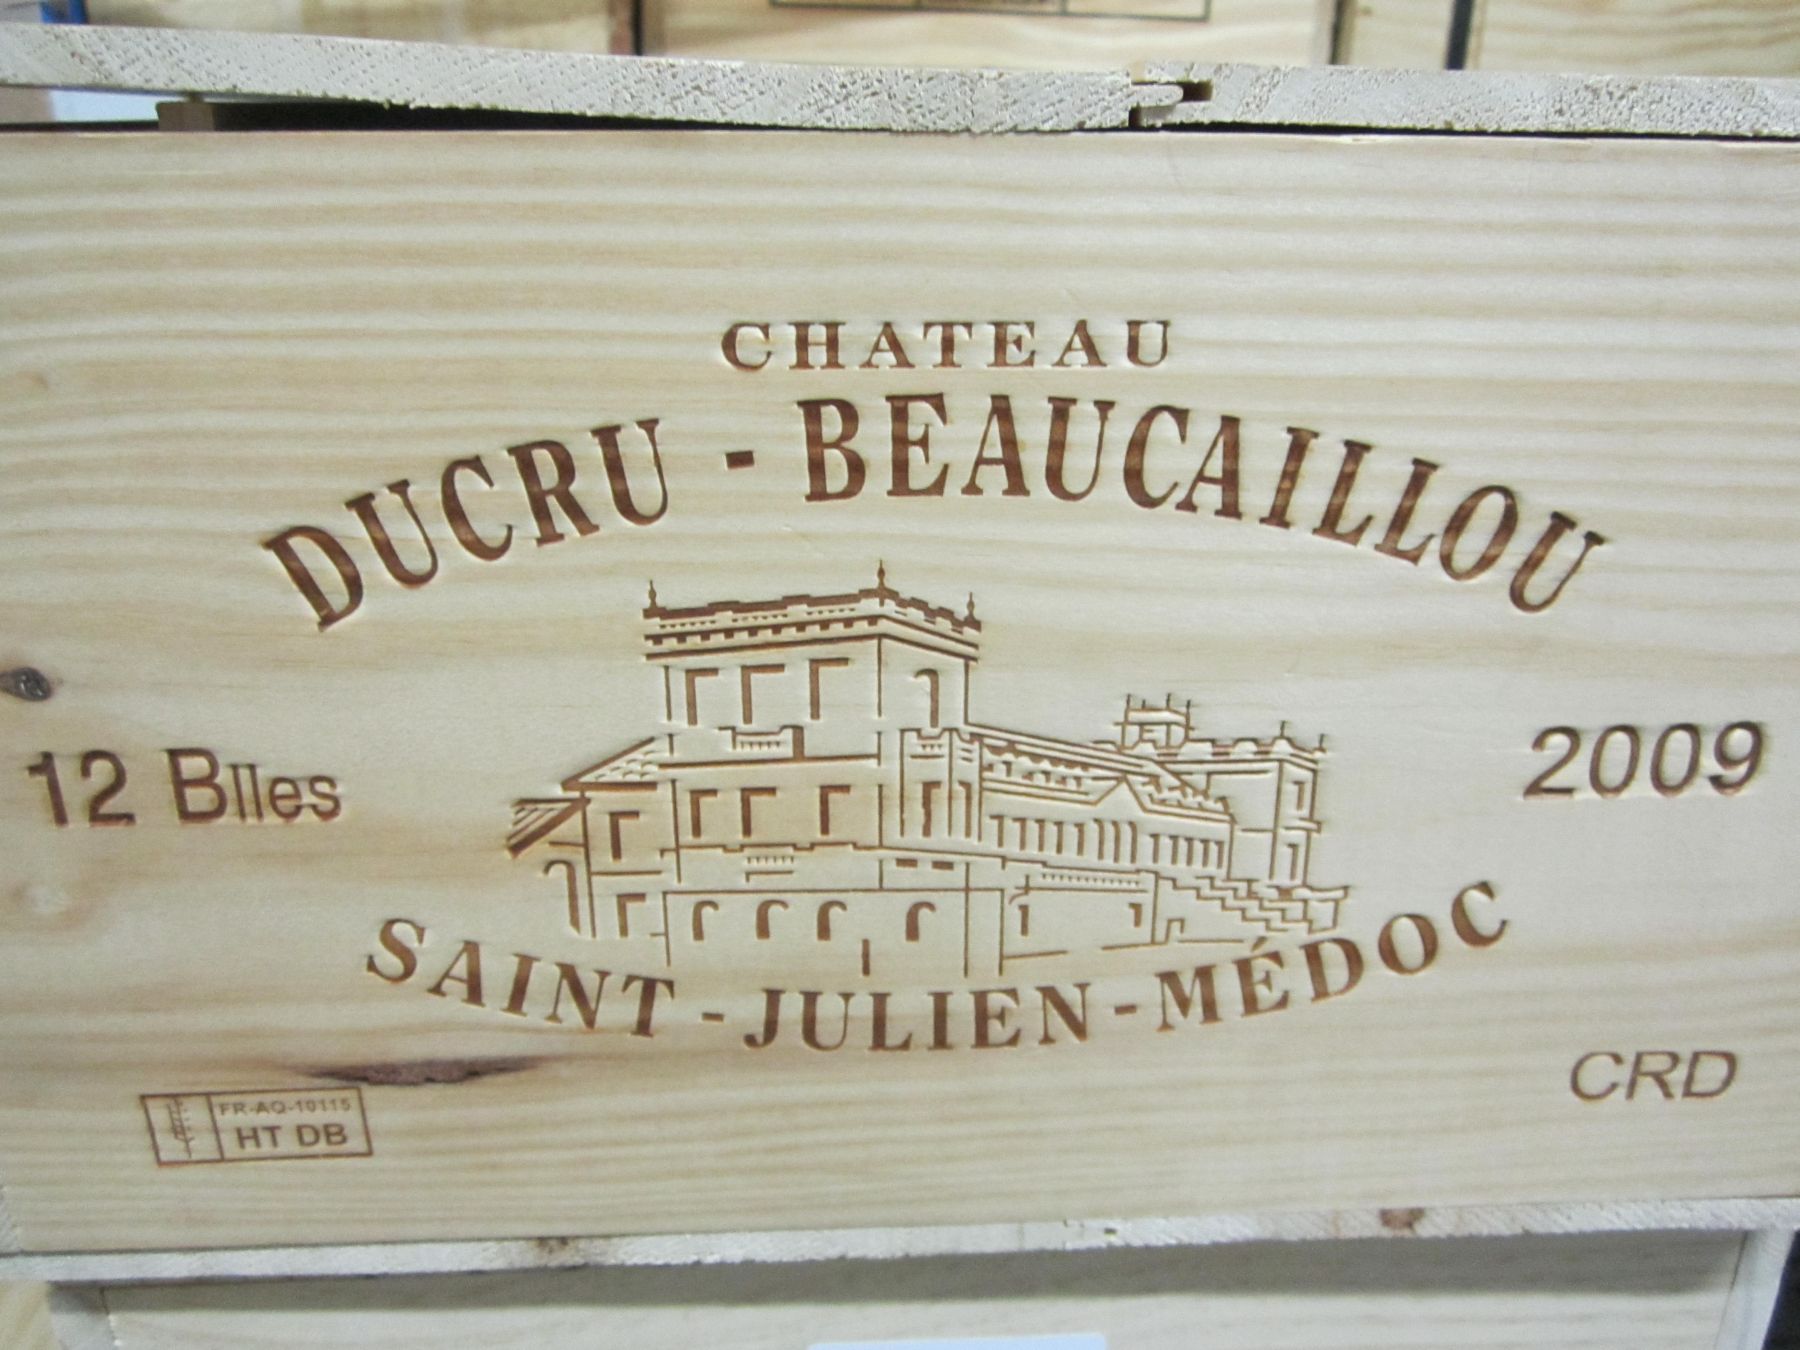 CHATEAU
DUCRU - BEAUCAILLOU
12 Blles
2009
SAINT - JULIEN - MÉDOC
CRD
FR-AQ-10115
HT DB